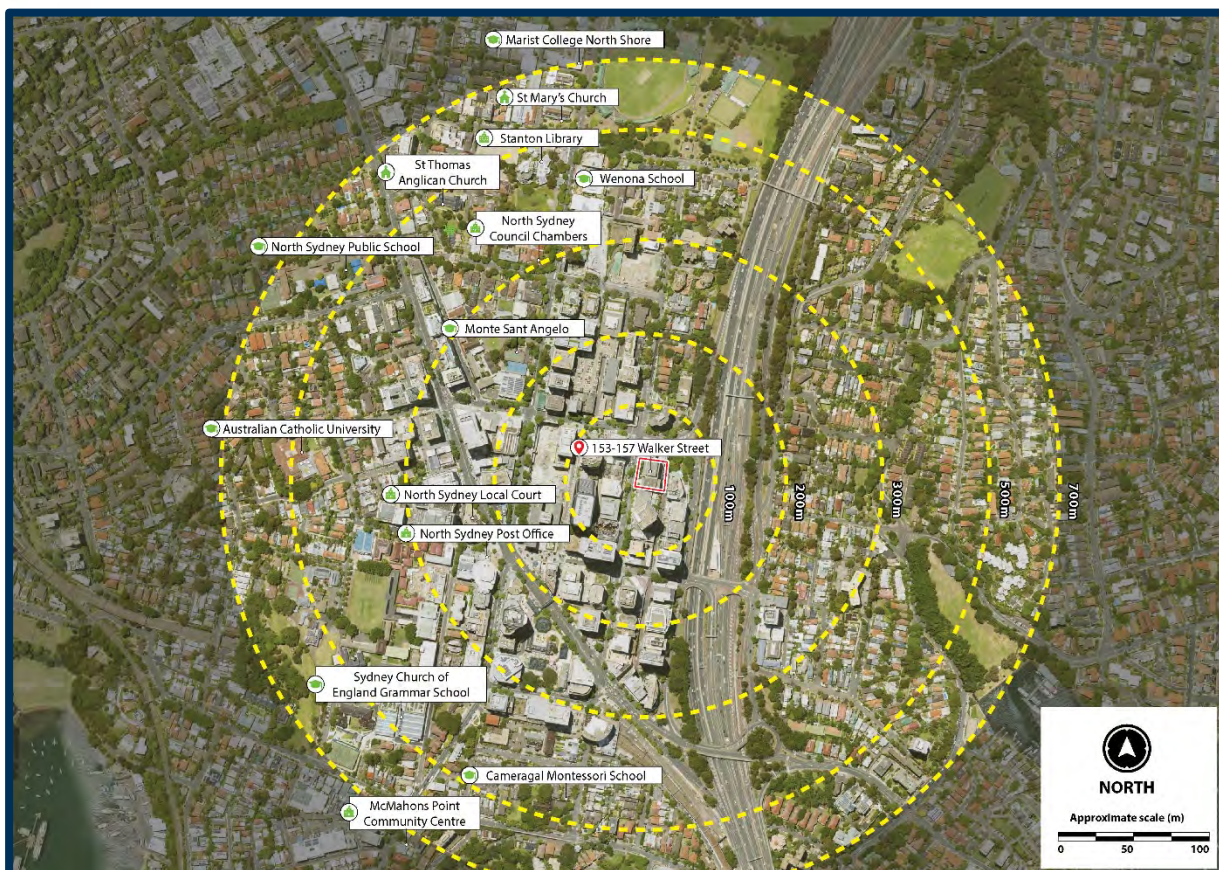 Marist College North Shore
St Mary's Church
Stanton Library
St Thomas
Anglican Church
Wenona School
North Sydney
Council Chambers
North Sydney Public School
Monte Sant Angelo
Australian Catholic University
153-157 Walker Street
North Sydney Local Court
North Sydney Post Office
100m
200m
300m
500m
700m
Sydney Church of
England Grammar School
Cameragal Montessori School
McMahons Point
Community Centre
NORTH
Approximate scale (m)
0 50 100